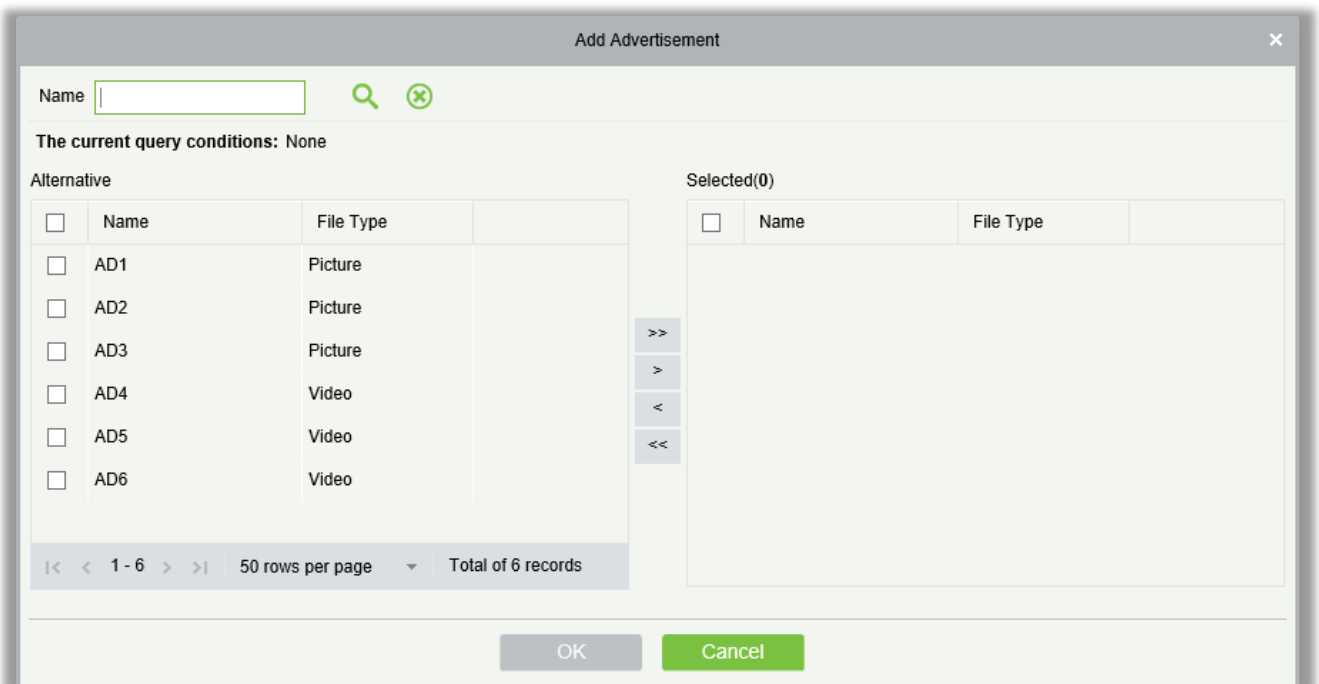 Add Advertisement
Name
The current query conditions: None
Alternative
Selected(0)
Name File Type
Name File Type
AD1 Picture
AD2 Picture
AD3 Picture
AD4 Video
AD5 Video
AD6 Video
>>
>
<
<<
1 - 6 50 rows per page Total of 6 records
OK Cancel